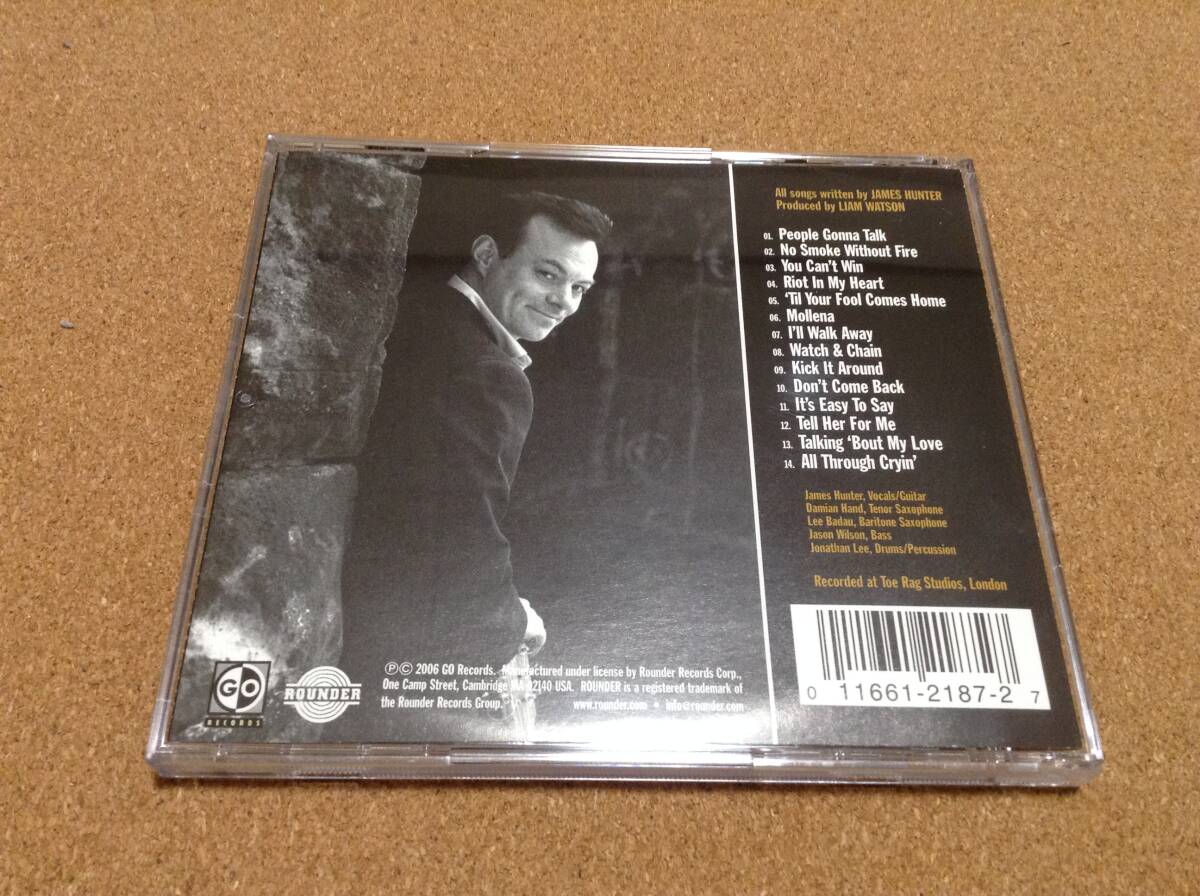 All songs written by JAMES HUNTER
Produced by LIAM WATSON
01. People Gonna Talk
02. No Smoke Without Fire
03. You Can't Win
04. Riot In My Heart
05. 'Til Your Fool Comes Home
06. Mollena
07. I'll Walk Away
08. Watch & Chain
09. Kick It Around
10. Don't Come Back
11. It's Easy To Say
12. Tell Her For Me
13. Talking 'Bout My Love
14. All Through Cryin'
James Hunter, Vocals/Guitar
Damian Hand, Tenor Saxophone
Lee Badau, Baritone Saxophone
Jason Wilson, Bass
Jonathan Lee, Drums/Percussion
Recorded at Toe Rag Studios, London
0 11661-2187-2 7
GO
RECORDS
ROUNDER
℗© 2006 GO Records. Manufactured under license by Rounder Records Corp.,
One Camp Street, Cambridge MA 02140 USA. ROUNDER is a registered trademark of
the Rounder Records Group. www.rounder.com • info@rounder.com